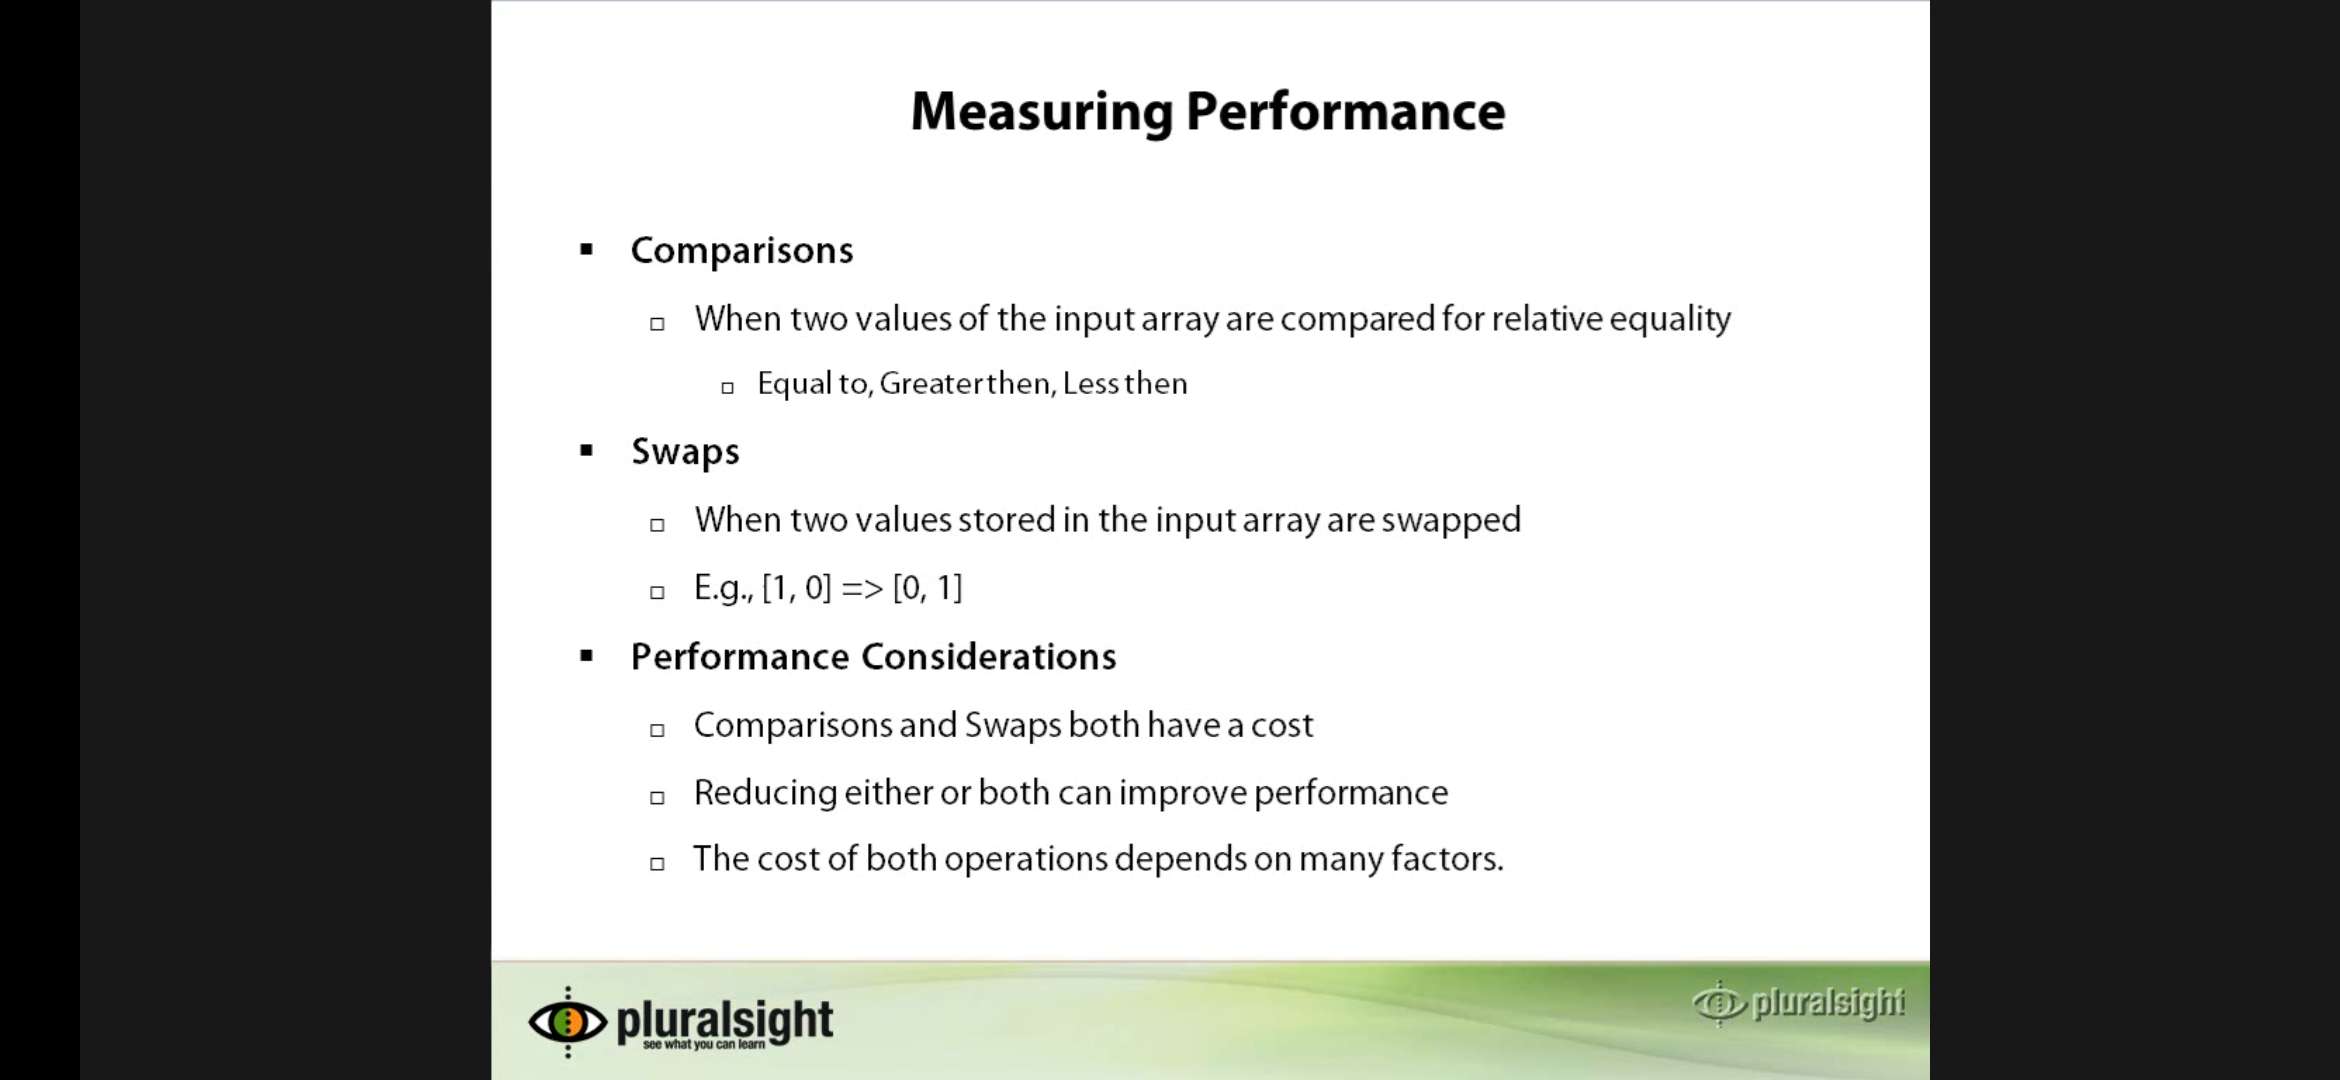 Measuring Performance
Comparisons
When two values of the input array are compared for relative equality
Equal to, Greater then, Less then
Swaps
When two values stored in the input array are swapped
E.g., [1, 0] => [0, 1]
Performance Considerations
Comparisons and Swaps both have a cost
Reducing either or both can improve performance
The cost of both operations depends on many factors.
pluralsight
see what you can learn
pluralsight